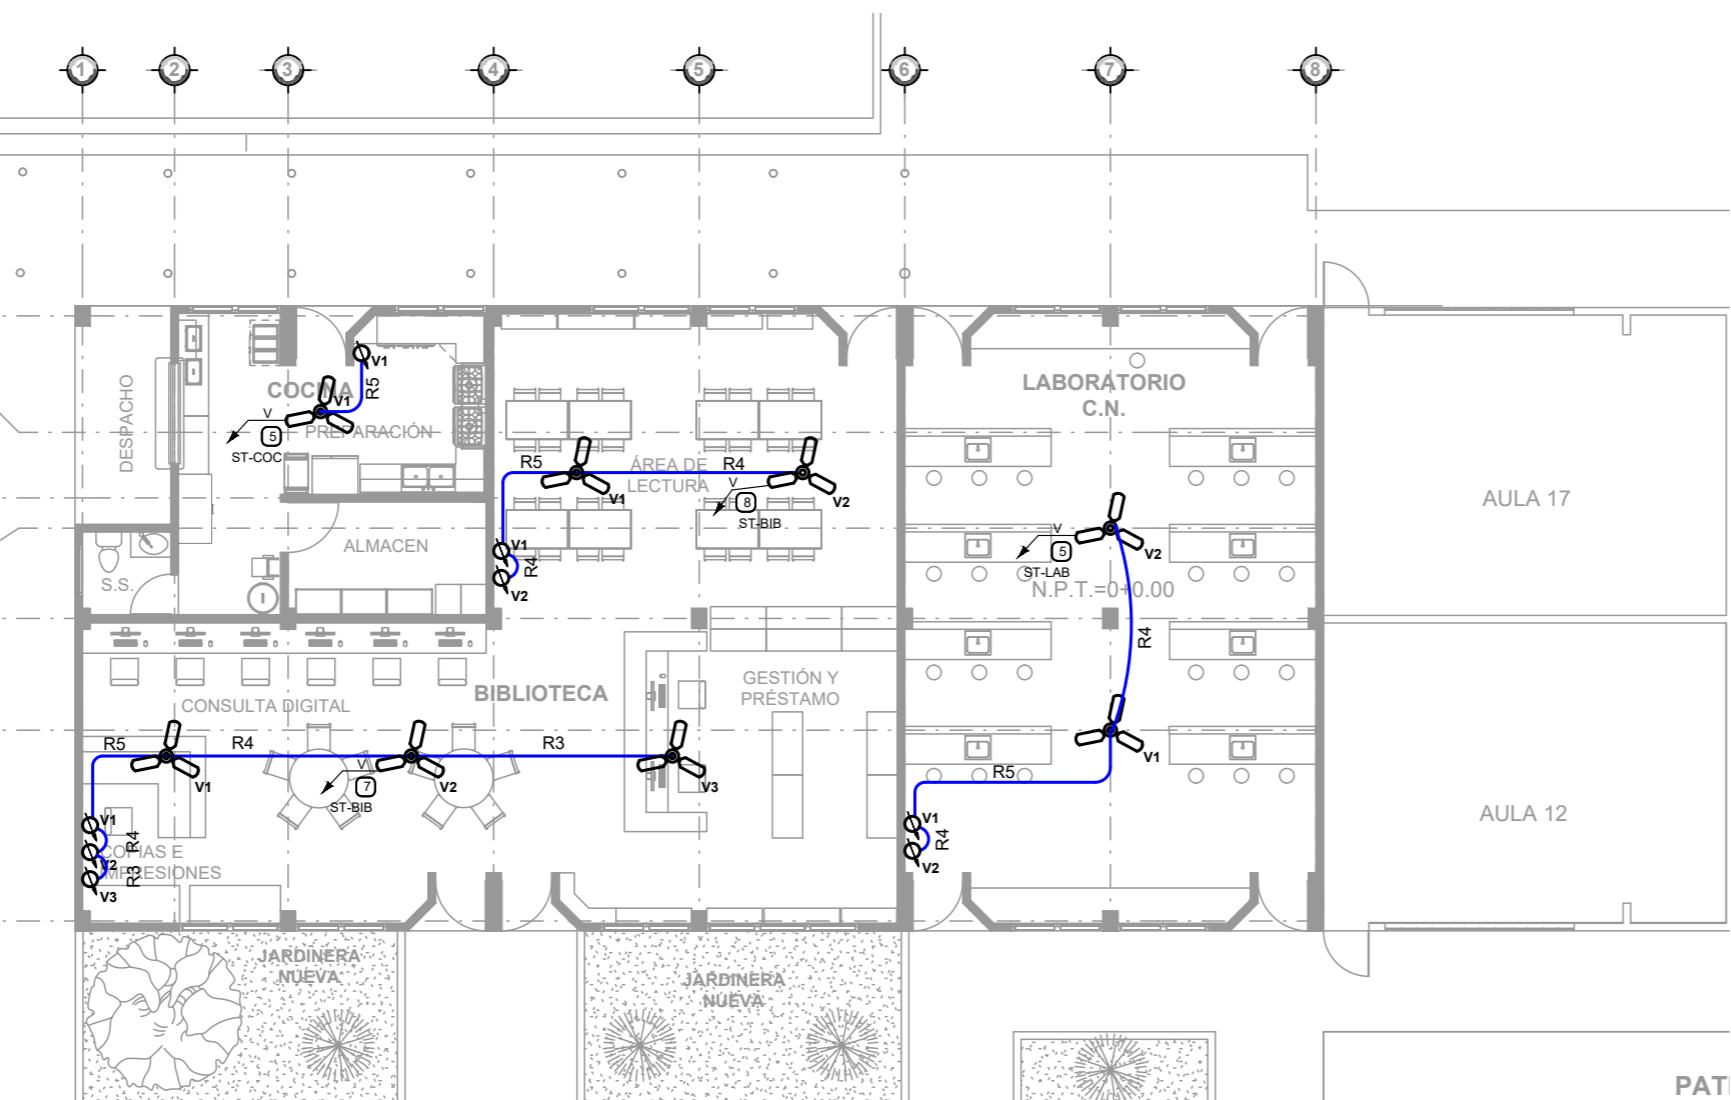 1 2 3 4 5 6 7 8
DESPACHO
COCINA
PREPARACIÓN
V1
R5
V1
V
5
ST-COC
ALMACEN
S.S.
R5
ÁREA DE
LECTURA
R4
V1
V2
V
8
ST-BIB
V1
R4
V2
LABORATORIO
C.N.
V
5
ST-LAB
V2
N.P.T.=0+0.00
R4
V1
R5
V1
R4
V2
AULA 17
AULA 12
CONSULTA DIGITAL
BIBLIOTECA
GESTIÓN Y
PRÉSTAMO
R5
R4
R3
V1
V2
V3
V
7
ST-BIB
V1
R4
V2
R3
V3
COPIAS E
IMPRESIONES
JARDINERA
NUEVA
JARDINERA
NUEVA
PATI